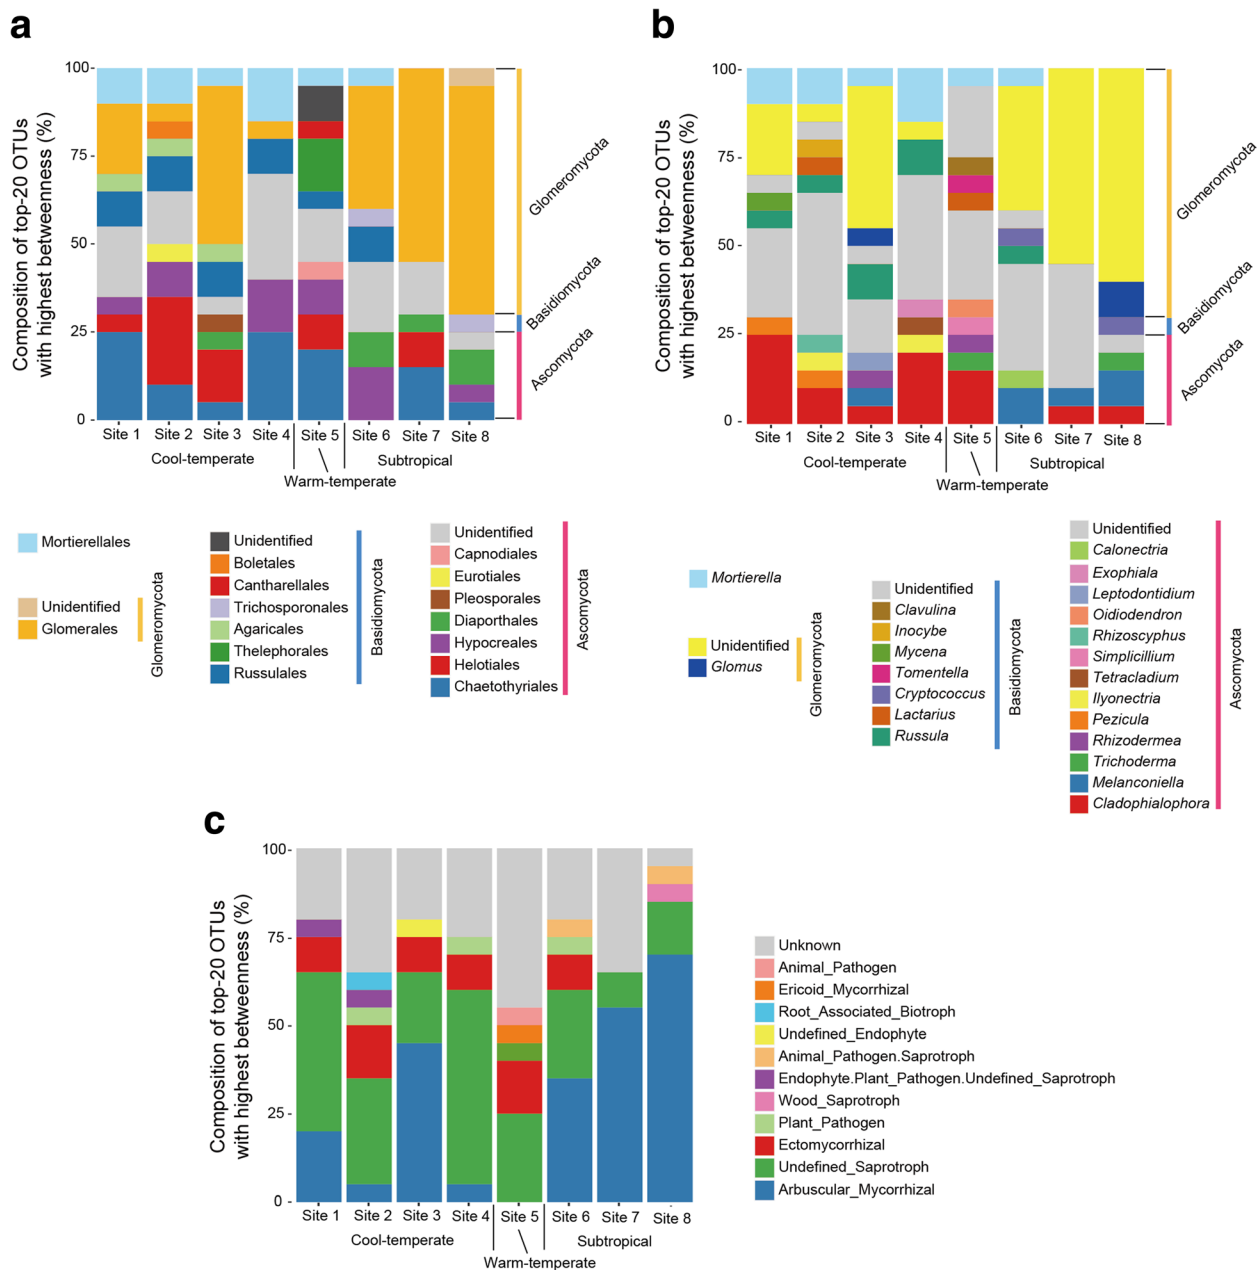 a
Composition of top-20 OTUs
with highest betweenness (%)
100
75
50
25
0
Site 1
Site 2
Site 3
Site 4
Site 5
Site 6
Site 7
Site 8
Cool-temperate
Warm-temperate
Subtropical
Glomeromycota
Basidiomycota
Ascomycota
Mortierellales
Unidentified
Glomerales
Glomeromycota
Unidentified
Boletales
Cantharellales
Trichosporonales
Agaricales
Thelephorales
Russulales
Basidiomycota
Unidentified
Capnodiales
Eurotiales
Pleosporales
Diaporthales
Hypocreales
Helotiales
Chaetothyriales
Ascomycota
b
Composition of top-20 OTUs
with highest betweenness (%)
100
75
50
25
0
Site 1
Site 2
Site 3
Site 4
Site 5
Site 6
Site 7
Site 8
Cool-temperate
Warm-temperate
Subtropical
Glomeromycota
Basidiomycota
Ascomycota
Mortierella
Unidentified
Glomus
Glomeromycota
Unidentified
Clavulina
Inocybe
Mycena
Tomentella
Cryptococcus
Lactarius
Russula
Basidiomycota
Unidentified
Calonectria
Exophiala
Leptodontidium
Oidiodendron
Rhizoscyphus
Simplicillium
Tetracladium
Ilyonectria
Pezicula
Rhizodermea
Trichoderma
Melanconiella
Cladophialophora
Ascomycota
c
Composition of top-20 OTUs
with highest betweenness (%)
100
75
50
25
0
Site 1
Site 2
Site 3
Site 4
Site 5
Site 6
Site 7
Site 8
Cool-temperate
Warm-temperate
Subtropical
Unknown
Animal_Pathogen
Ericoid_Mycorrhizal
Root_Associated_Biotroph
Undefined_Endophyte
Animal_Pathogen.Saprotroph
Endophyte.Plant_Pathogen.Undefined_Saprotroph
Wood_Saprotroph
Plant_Pathogen
Ectomycorrhizal
Undefined_Saprotroph
Arbuscular_Mycorrhizal